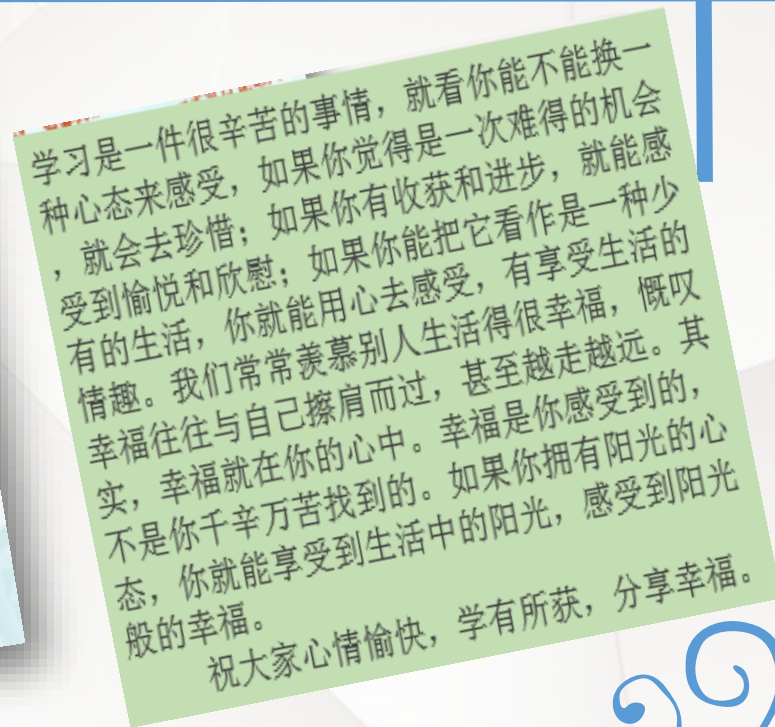 学习是一件很辛苦的事情，就看你能不能换一
种心态来感受，如果你觉得是一次难得的机会
，就会去珍惜；如果你有收获和进步，就能感
受到愉悦和欣慰；如果你能把它看作是一种少
有的生活，你就能用心去感受，有享受生活的
情趣。我们常常羡慕别人生活得很幸福，慨叹
幸福往往与自己擦肩而过，甚至越走越远。其
实，幸福就在你的心中。幸福是你感受到的，
不是你千辛万苦找到的。如果你拥有阳光的心
态，你就能享受到生活中的阳光，感受到阳光
般的幸福。
祝大家心情愉快，学有所获，分享幸福。